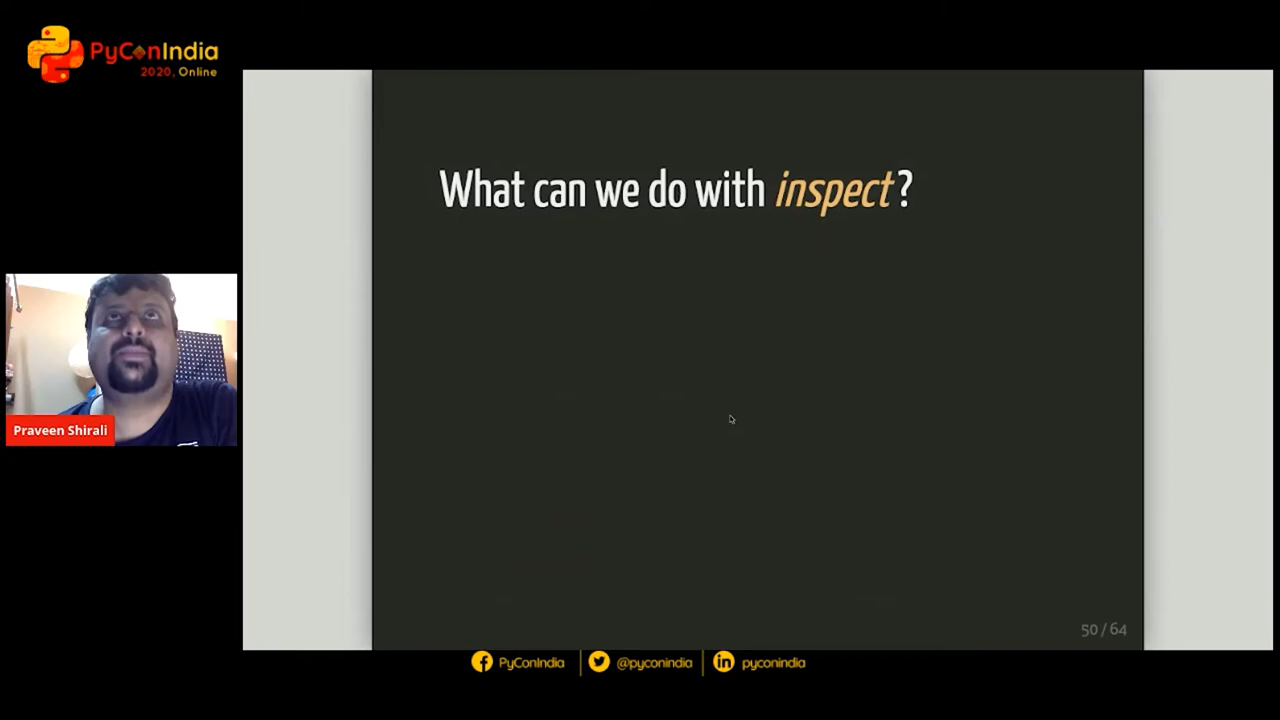 PyConIndia
2020, Online
What can we do with inspect?
Praveen Shirali
50 / 64
PyConIndia
@pyconindia
pyconindia